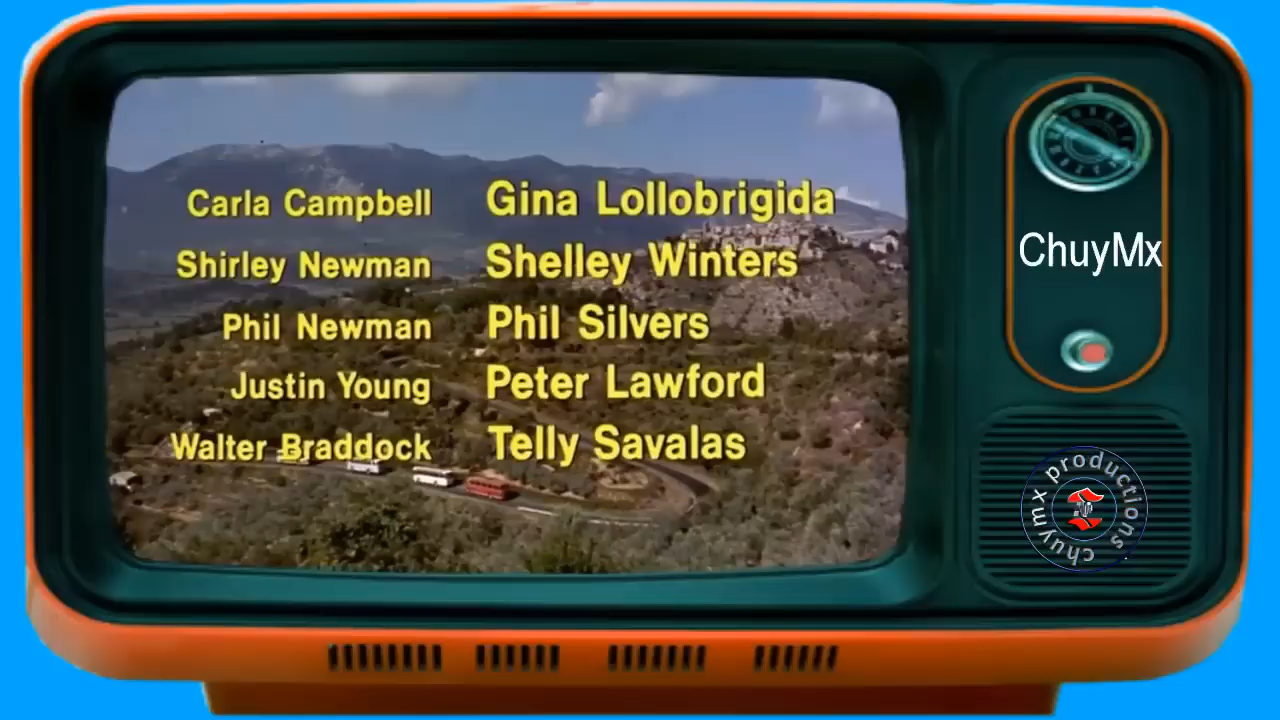 Carla Campbell Gina Lollobrigida
Shirley Newman Shelley Winters
Phil Newman Phil Silvers
Justin Young Peter Lawford
Walter Braddock Telly Savalas
ChuyMx
chuymx productions